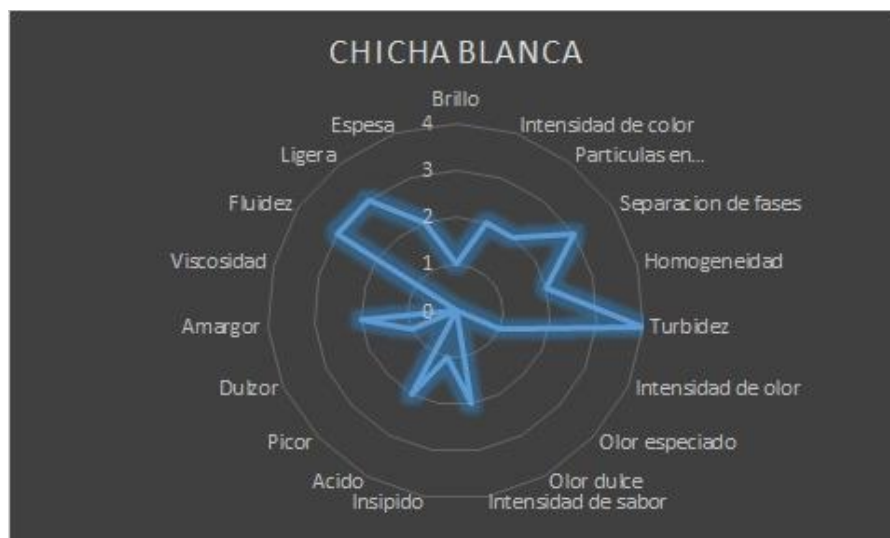 CHICHA BLANCA
Brillo
Intensidad de color
Particulas en...
Separacion de fases
Homogeneidad
Turbidez
Intensidad de olor
Olor especiado
Olor dulce
Intensidad de sabor
Insipido
Acido
Picor
Dulzor
Amargor
Viscosidad
Fluidez
Ligera
Espesa
4
3
2
1
0